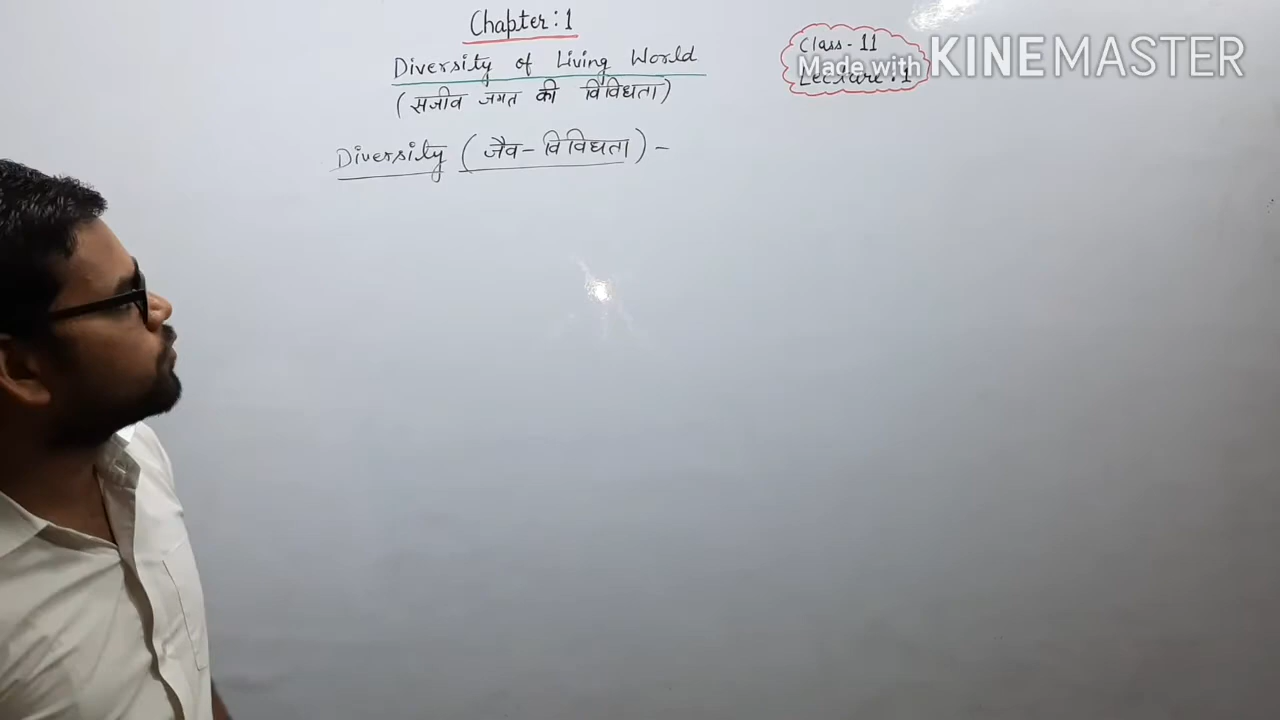 Chapter : 1
Diversity of Living World
(सजीव जगत की विविधता)
Class - 11
Lecture : 1
Made with KINEMASTER
Diversity (जैव - विविधता) -